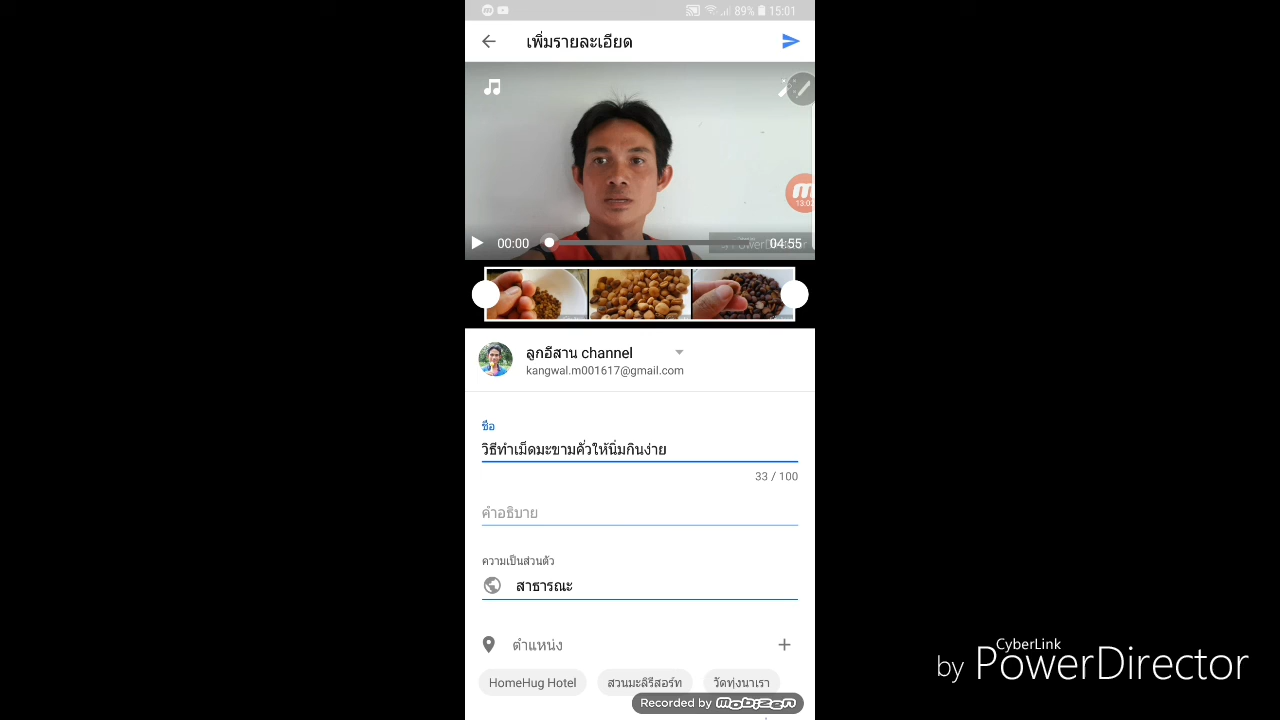 89% 15:01
เพิ่มรายละเอียด
13:03
00:00 04:55
ลูกอีสาน channel
kangwal.m001617@gmail.com
ชื่อ
วิธีทำเม็ดมะขามคั่วให้นิ่มกินง่าย
33 / 100
คำอธิบาย
ความเป็นส่วนตัว
สาธารณะ
ตำแหน่ง
HomeHug Hotel สวนมะลิรีสอร์ท วัดทุ่งนาเรา
Recorded by mobizen
CyberLink
by PowerDirector